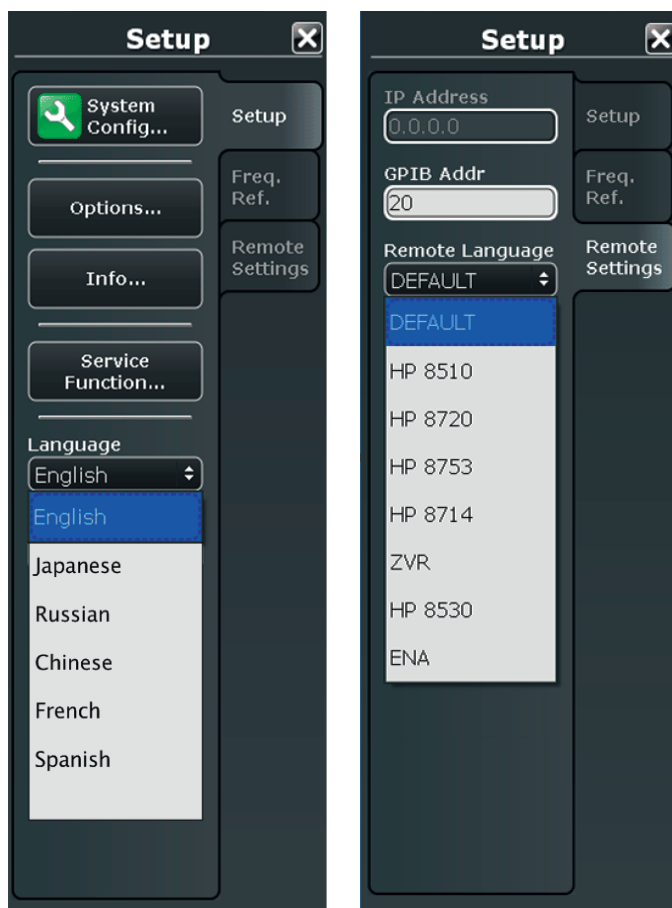 Setup
System
Config...
Setup
Options...
Freq.
Ref.
Info...
Remote
Settings
Service
Function...
Language
English
English
Japanese
Russian
Chinese
French
Spanish
Setup
IP Address
0.0.0.0
Setup
GPIB Addr
20
Freq.
Ref.
Remote Language
DEFAULT
Remote
Settings
DEFAULT
HP 8510
HP 8720
HP 8753
HP 8714
ZVR
HP 8530
ENA